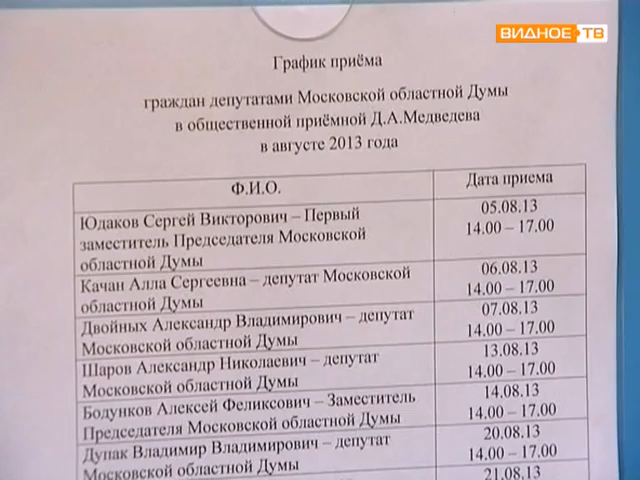 ВИДНОЕ ТВ
График приёма
граждан депутатами Московской областной Думы
в общественной приёмной Д.А.Медведева
в августе 2013 года
Ф.И.О.
Дата приема
Юдаков Сергей Викторович – Первый
заместитель Председателя Московской
областной Думы
05.08.13
14.00 – 17.00
Качан Алла Сергеевна – депутат Московской
областной Думы
06.08.13
14.00 – 17.00
Двойных Александр Владимирович – депутат
Московской областной Думы
07.08.13
14.00 – 17.00
Шаров Александр Николаевич – депутат
Московской областной Думы
13.08.13
14.00 – 17.00
Бодунков Алексей Феликсович – Заместитель
Председателя Московской областной Думы
14.08.13
14.00 – 17.00
Дупак Владимир Владимирович – депутат
Московской областной Думы
20.08.13
14.00 – 17.00
21.08.13